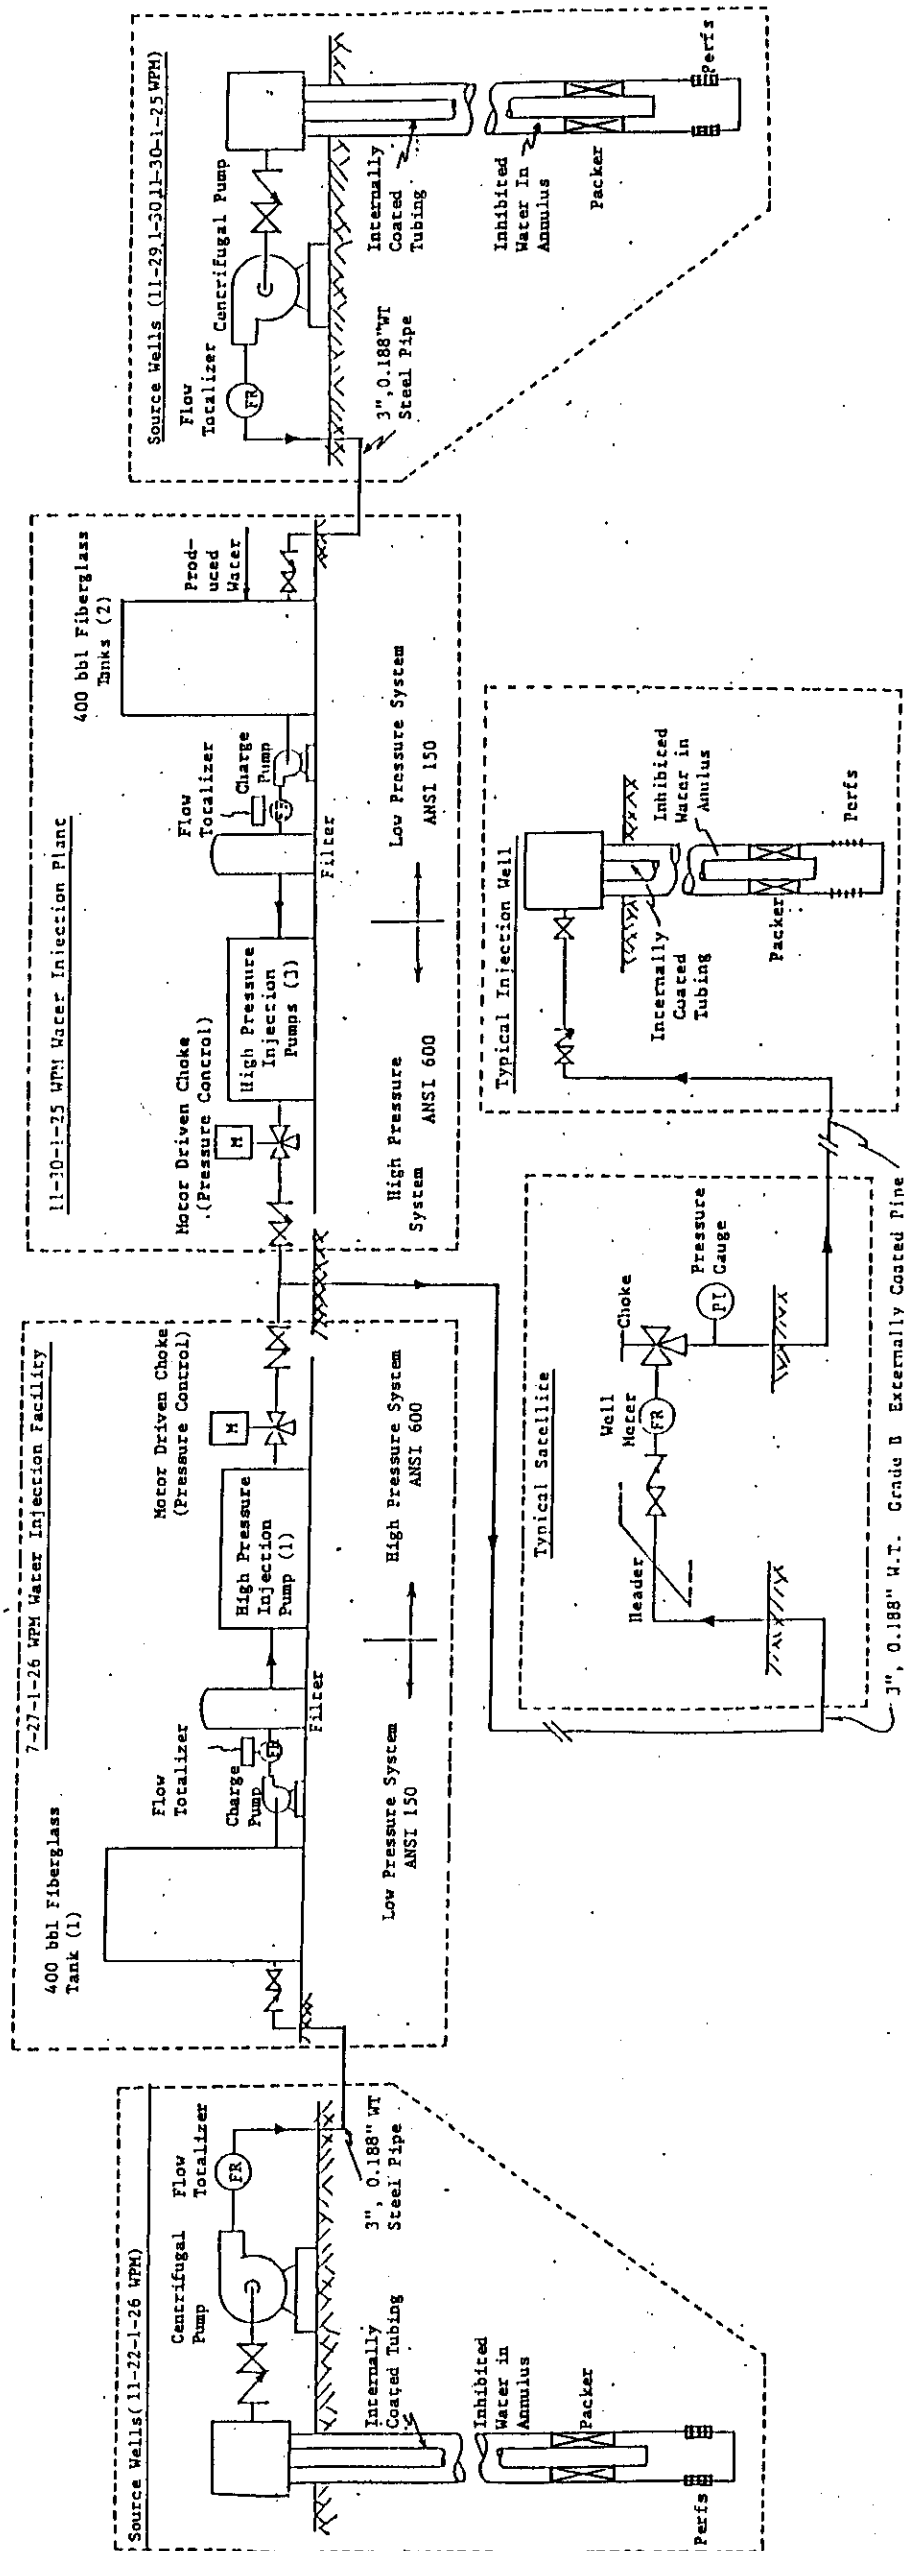 Source Wells(11-22-1-26 WPM)
Centrifugal
Pump
Flow
Totalizer
FR
3", 0.188" WT
Steel Pipe
Internally
Coated Tubing
Inhibited
Water in
Annulus
Packer
Perfs
7-27-1-26 WPM Water Injection Facility
400 bbl Fiberglass
Tank (1)
Flow
Totalizer
Charge
Pump
FR
Filter
High Pressure
Injection
Pump (1)
M
Motor Driven Choke
(Pressure Control)
Low Pressure System
ANSI 150
High Pressure System
ANSI 600
11-30-1-25 WPM Water Injection Plant
400 bbl Fiberglass
Tanks (2)
Prod-
uced
Water
Flow
Totalizer
Charge
Pump
Filter
High Pressure
Injection
Pumps (3)
M
Motor Driven Choke
(Pressure Control)
High Pressure
System
ANSI 600
Low Pressure System
ANSI 150
Source Wells (11-29,1-30,11-30-1-25 WPM)
Flow
Totalizer
FR
Centrifugal Pump
3",0.188"WT
Steel Pipe
Internally
Coated
Tubing
Inhibited
Water In
Annulus
Packer
Perfs
Typical Satellite
Header
Well
Meter
FR
Choke
Pressure
Gauge
PI
3", 0.188" W.T. Grade B Externally Coated Pipe
Typical Injection Well
Internally
Coated
Tubing
Inhibited
Water in
Anulus
Packer
Perfs